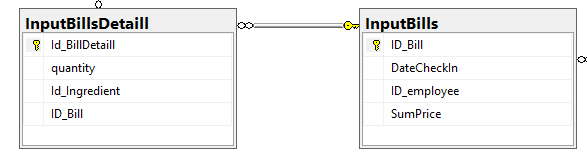 InputBillsDetaill
Id_BillDetaill
quantity
Id_Ingredient
ID_Bill
InputBills
ID_Bill
DateCheckIn
ID_employee
SumPrice